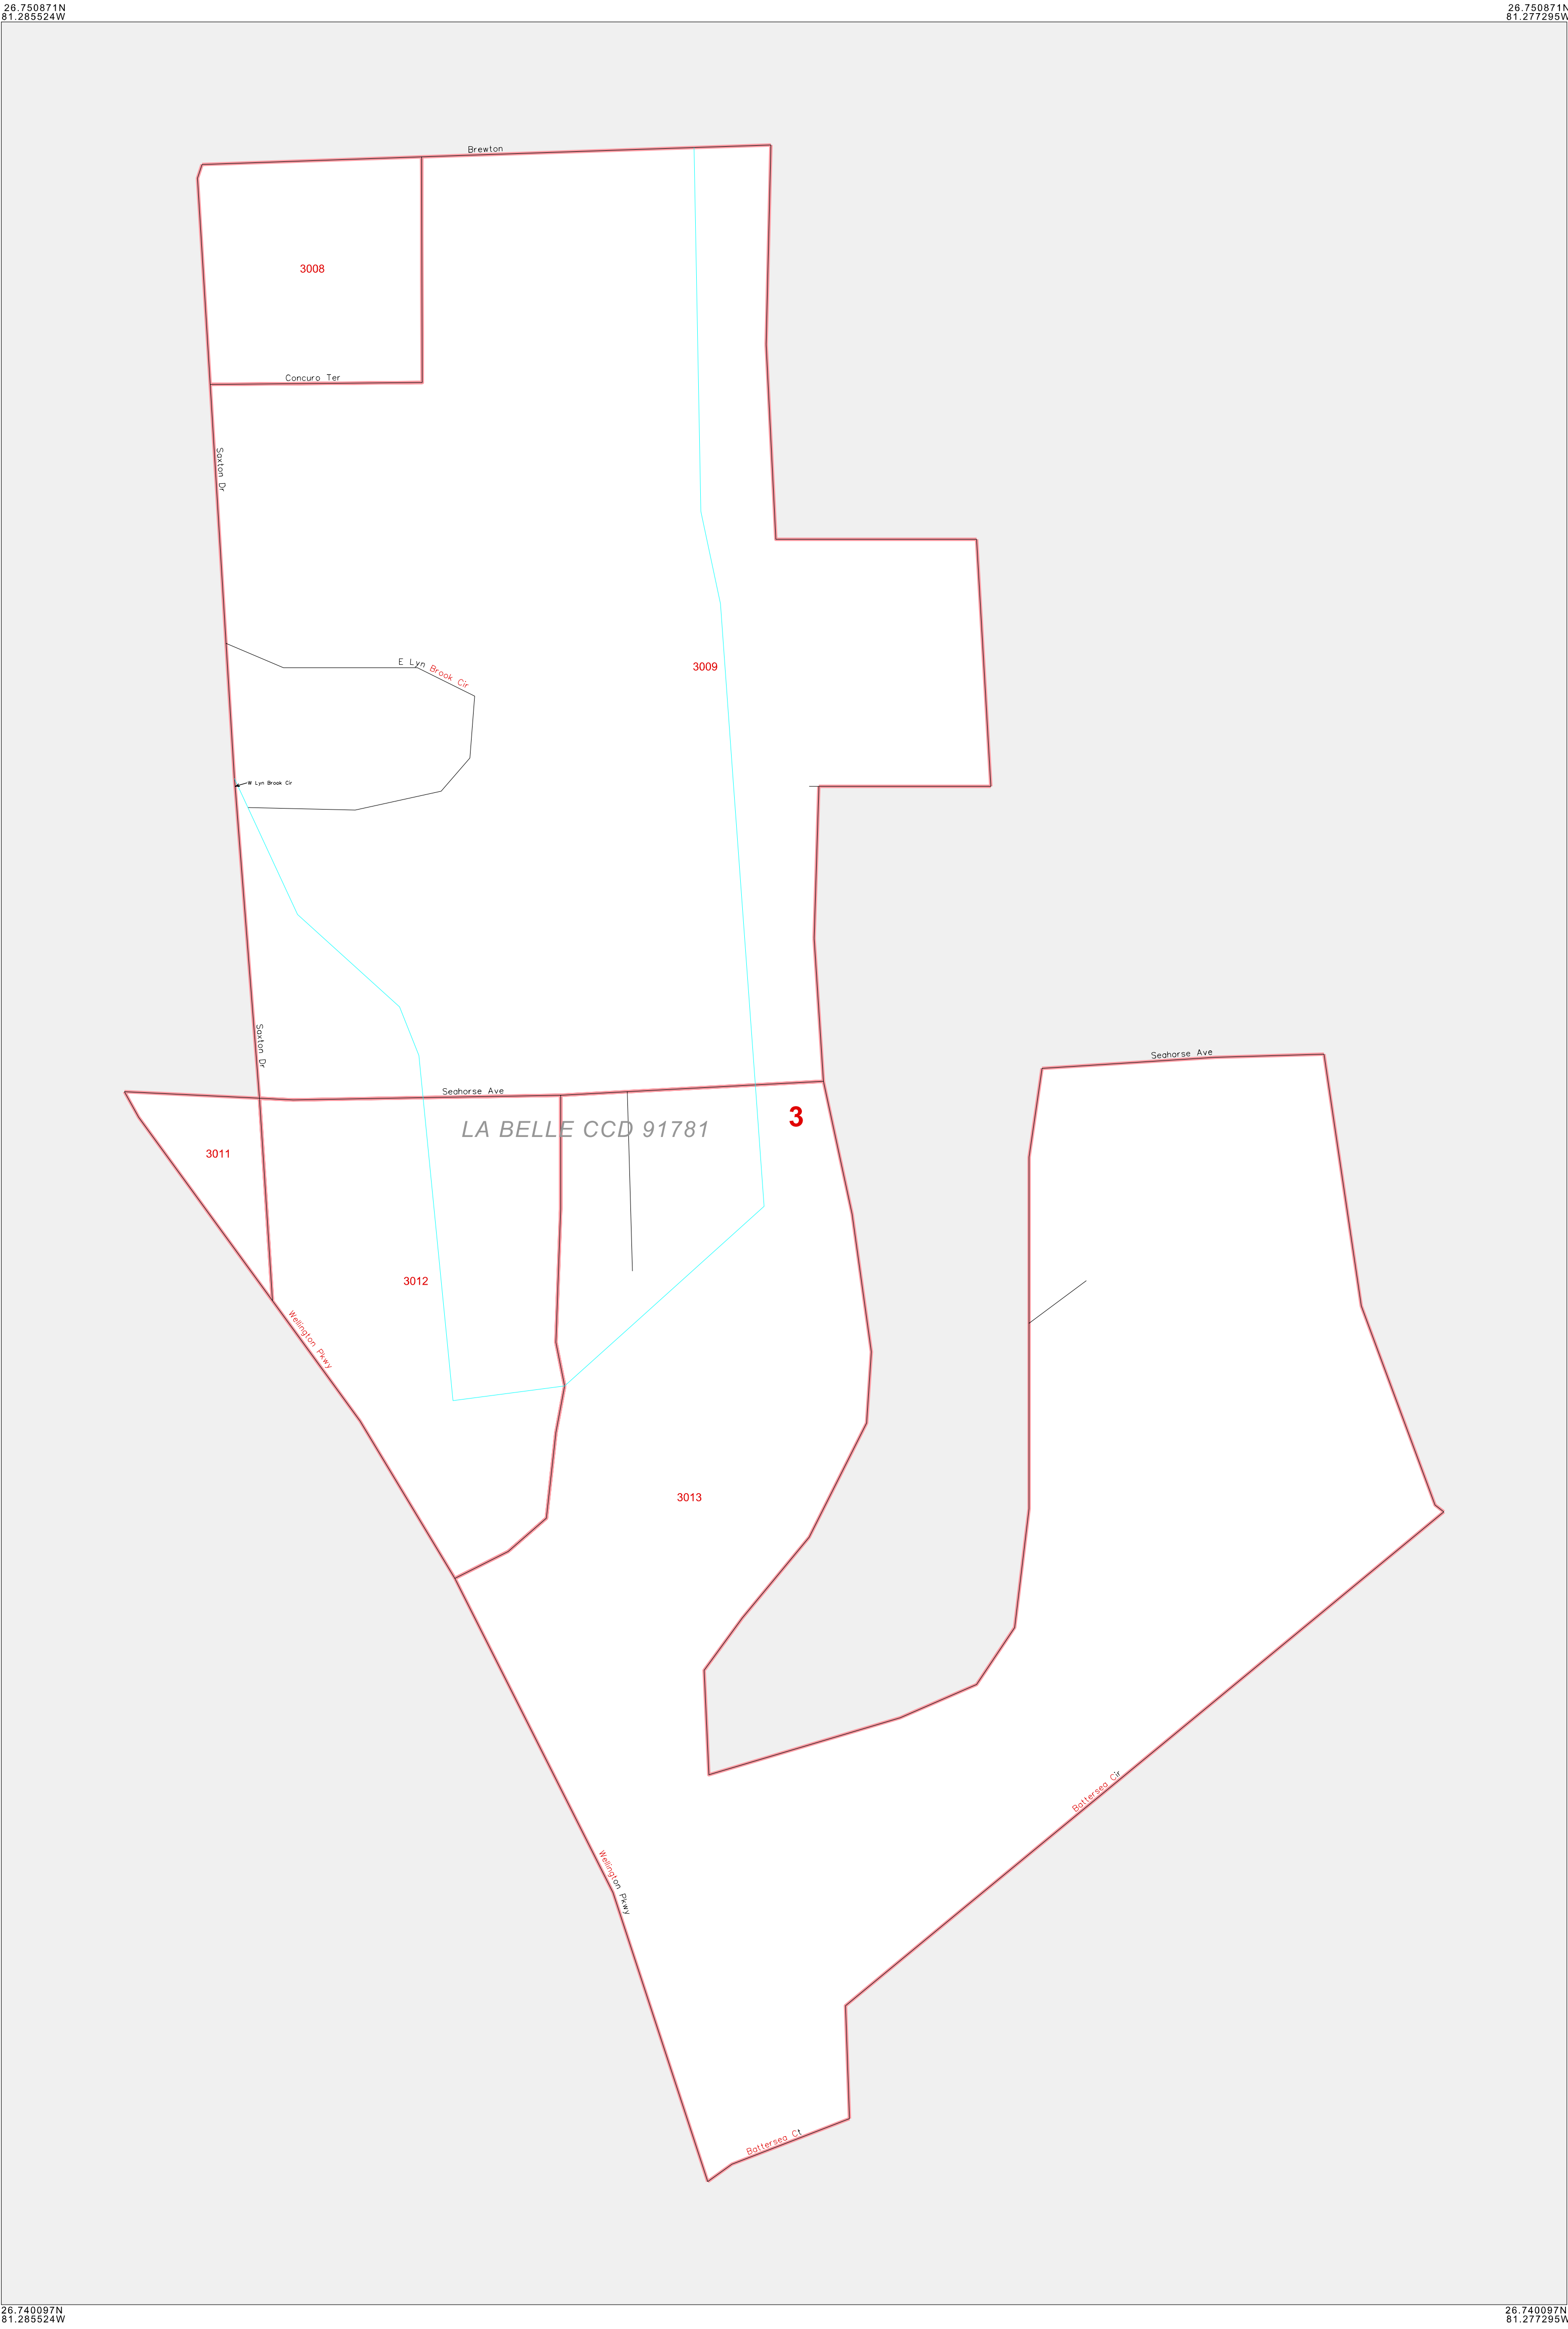 26.750871N
81.285524W
26.750871N
81.277295W
Brewton
3008
Concuro Ter
Saxton Dr
E Lyn Brook Cir
3009
W Lyn Brook Cir
Saxton Dr
Seahorse Ave
Seahorse Ave
3
LA BELLE CCD 91781
3011
3012
Wellington Pkwy
3013
Battersea Cir
Wellington Pkwy
Battersea Ct
26.740097N
81.285524W
26.740097N
81.277295W